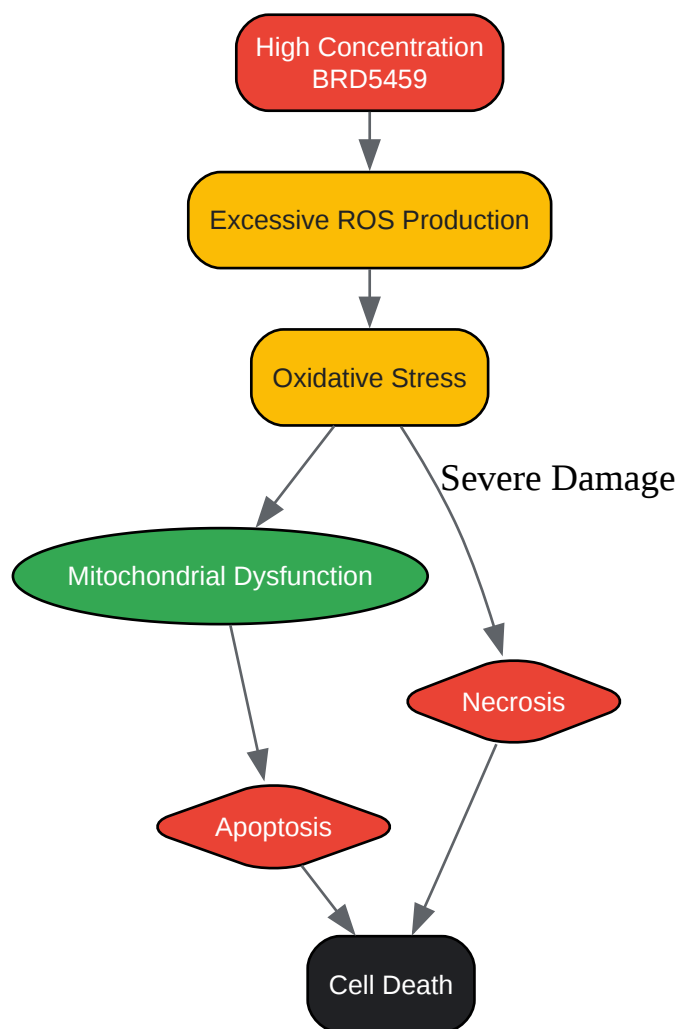 High Concentration
BRD5459
Excessive ROS Production
Oxidative Stress
Severe Damage
Mitochondrial Dysfunction
Necrosis
Apoptosis
Cell Death